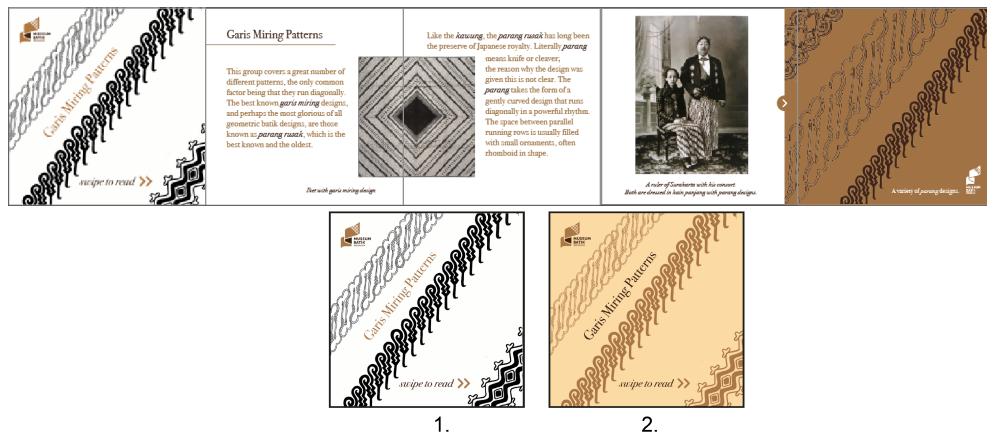 MUSEUM
BATIK
Garis Miring Patterns
swipe to read >>
Garis Miring Patterns
This group covers a great number of
different patterns, the only common
factor being that they run diagonally.
The best known garis miring designs,
and perhaps the most glorious of all
geometric batik designs, are those
known as parang rusak, which is the
best known and the oldest.
Text with garis miring design
Like the kawung, the parang rusak has long been
the preserve of Japanese royalty. Literally parang
means knife or cleaver,
the reason why the design was
given this is not clear. The
parang takes the form of a
gently curved design that runs
diagonally in a powerful rhythm.
The space between parallel
running rows is usually filled
with small ornaments, often
rhomboid in shape.
A ruler of Surakarta with his consort
Both are dressed in kain panjang with parang designs.
A variety of parang designs.
MUSEUM
BATIK
MUSEUM
BATIK
Garis Miring Patterns
swipe to read >>
1.
MUSEUM
BATIK
Garis Miring Patterns
swipe to read >>
2.